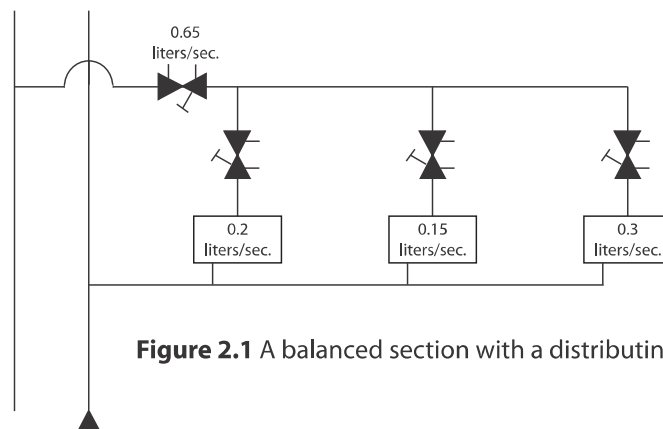 0.65
liters/sec.
0.2
liters/sec.
0.15
liters/sec.
0.3
liters/sec.
Figure 2.1 A balanced section with a distributin